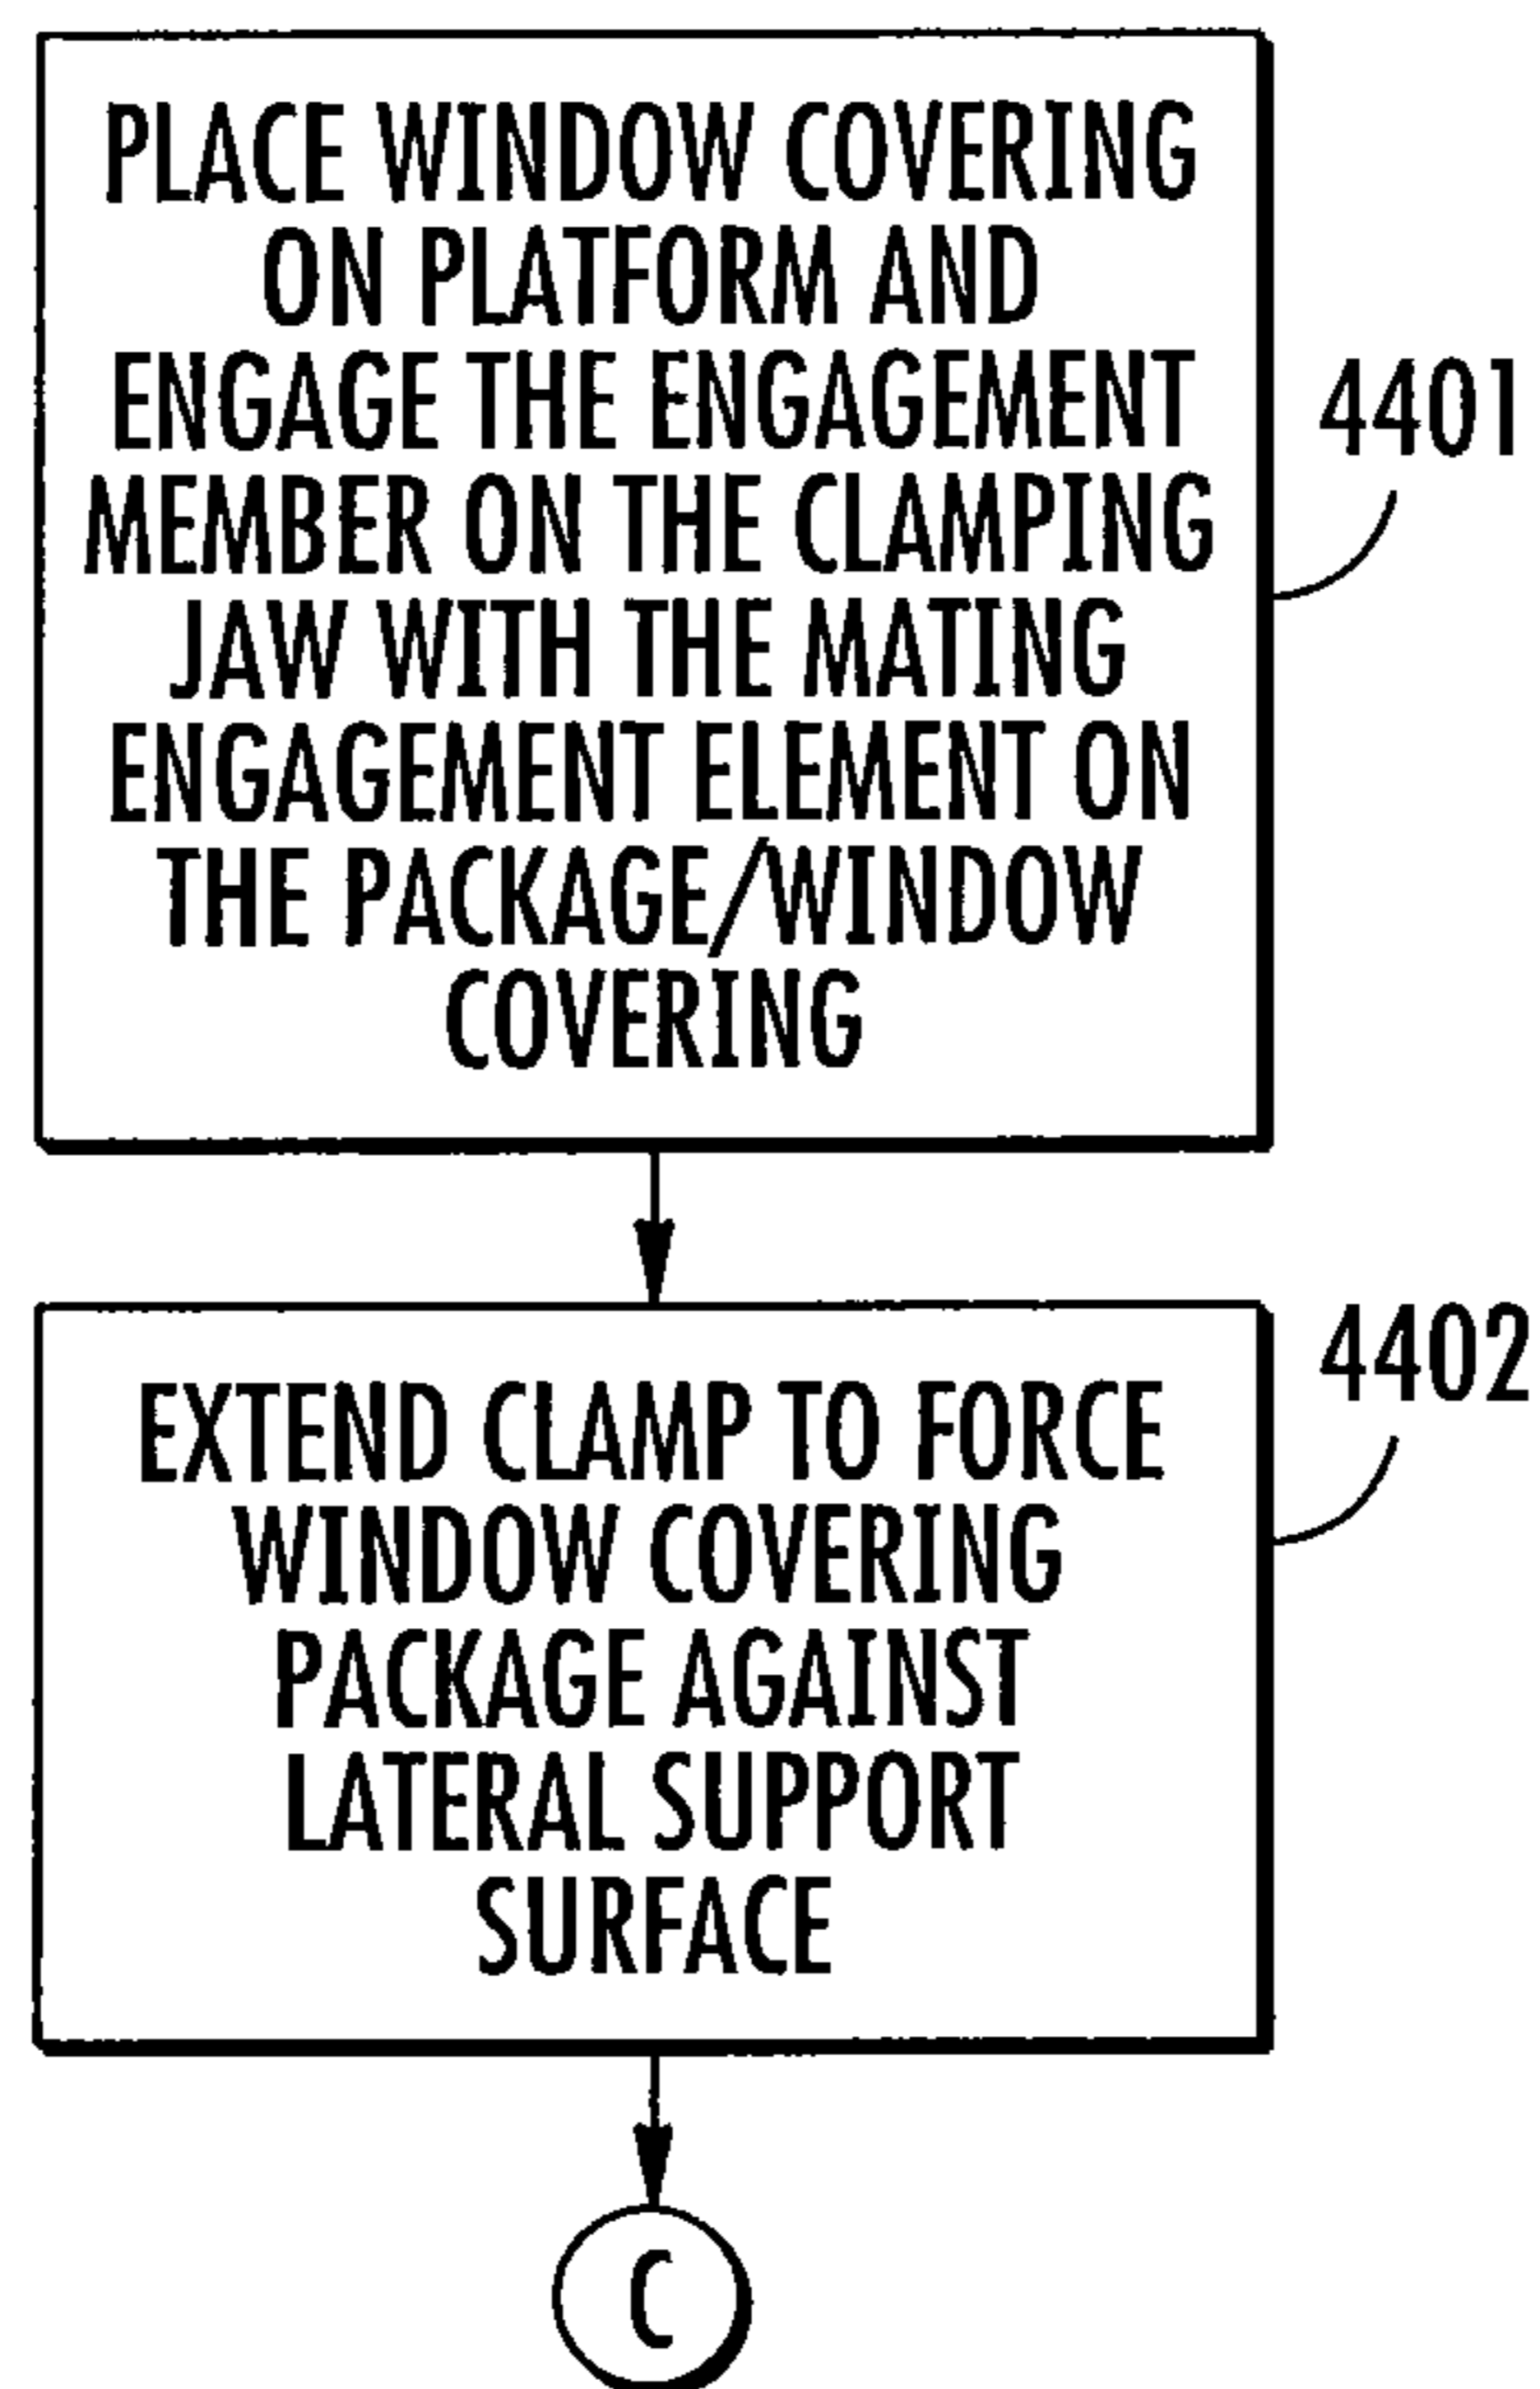 PLACE WINDOW COVERING
ON PLATFORM AND
ENGAGE THE ENGAGEMENT
MEMBER ON THE CLAMPING
JAW WITH THE MATING
ENGAGEMENT ELEMENT ON
THE PACKAGE/WINDOW
COVERING
4401
EXTEND CLAMP TO FORCE
WINDOW COVERING
PACKAGE AGAINST
LATERAL SUPPORT
SURFACE
4402
C